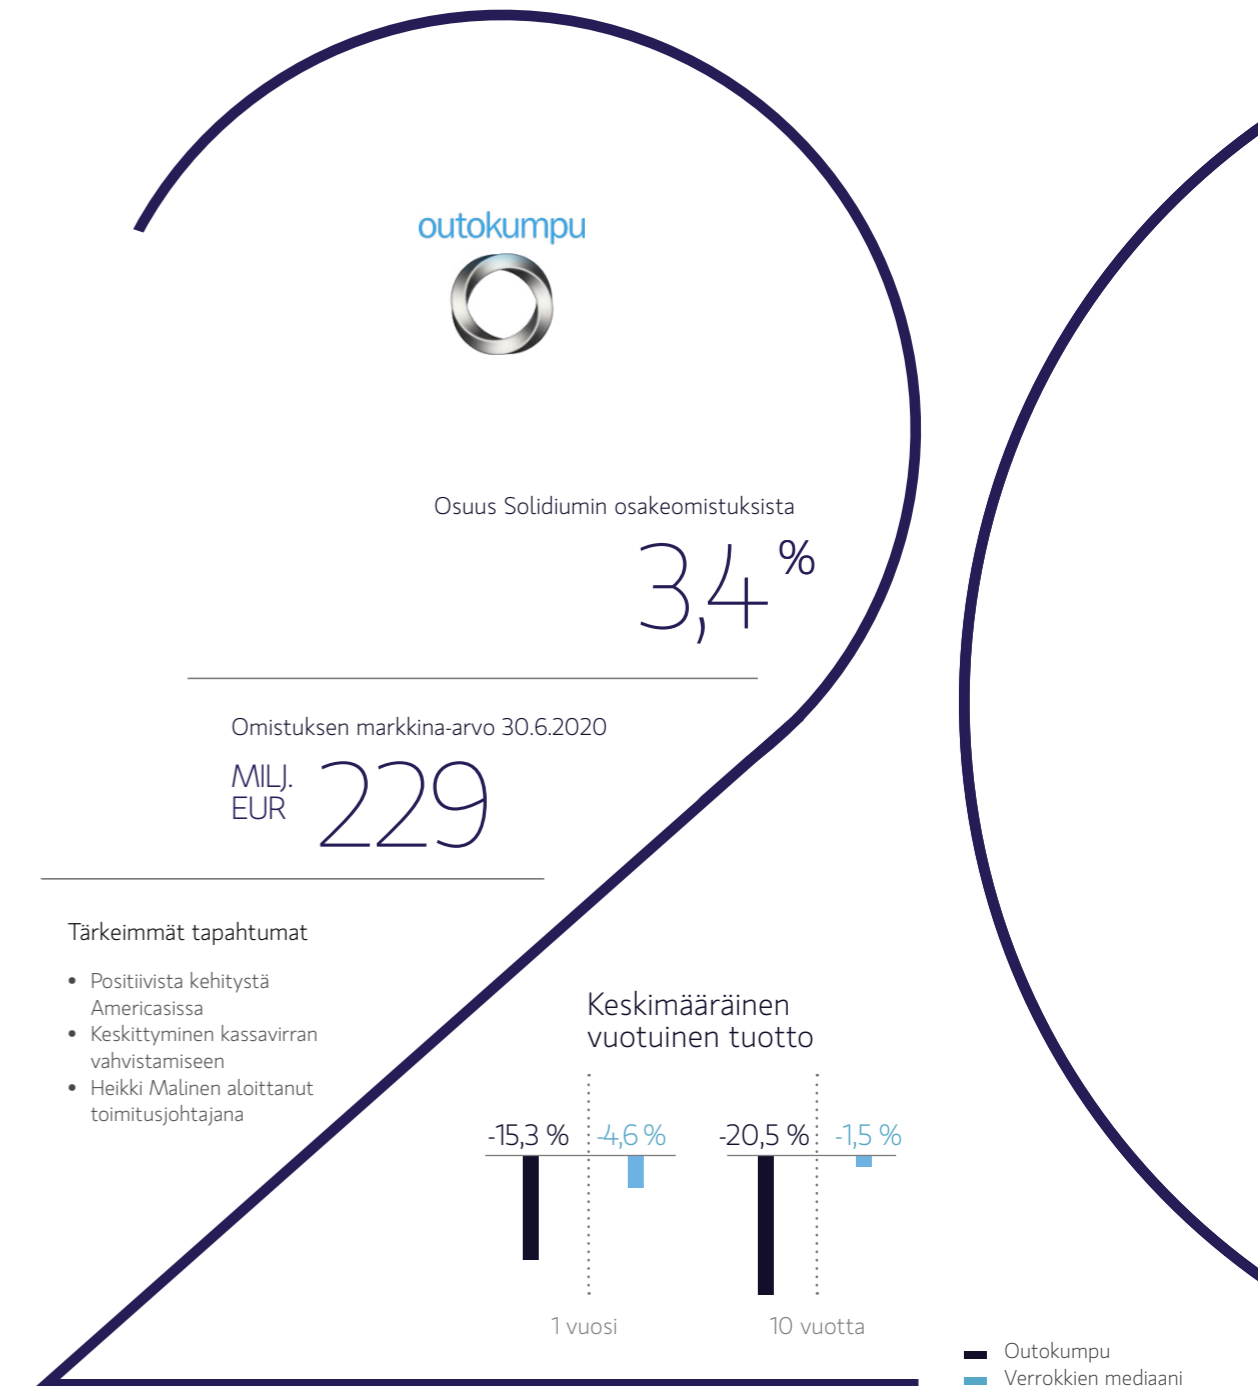 outokumpu
Osuus Solidiumin osakeomistuksista
3,4 %
Omistuksen markkina-arvo 30.6.2020
MILJ.
EUR
229
Tärkeimmät tapahtumat
• Positiivista kehitystä
Americasissa
• Keskittyminen kassavirran
vahvistamiseen
• Heikki Malinen aloittanut
toimitusjohtajana
Keskimääräinen
vuotuinen tuotto
-15,3 % -4,6 % -20,5 % -1,5 %
1 vuosi 10 vuotta
Outokumpu
Verrokkien mediaani